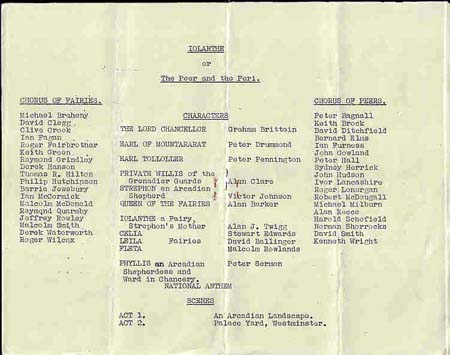 IOLANTHE
or
The Peer and the Peri.
CHORUS OF FAIRIES.
Michael Braheny
David Clegg
Clive Crook
Ian Fagan
Roger Fairbrother
Keith Green
Raymond Grindley
Derek Hanson
Thomas R. Hilton
Philip Hutchinson
Barrie Jewsbury
Ian McCormick
Malcolm McDonald
Raymond Quarmby
Jeffrey Rowley
Malcolm Smith
Derek Waterworth
Roger Wilcox
CHARACTERS
THE LORD CHANCELLOR Graham Brittain
EARL OF MOUNTARARAT Peter Drummond
EARL TOLLOLLER Peter Pennington
PRIVATE WILLIS of the
Grenadier Guards Alan Clare
STREPHON an Arcadian
Shepherd Viktor Johnson
QUEEN OF THE FAIRIES Alan Barker
IOLANTHE a Fairy,
Strephon's Mother Alan J. Twigg
CELIA Stewart Edwards
LEILA Fairies David Ballinger
FLETA Malcolm Rowlands
PHYLLIS an Arcadian Peter Sermon
Shepherdess and
Ward in Chancery.
NATIONAL ANTHEM
SCENES
ACT 1. An Arcadian Landscape.
ACT 2. Palace Yard, Westminster.
CHORUS OF PEERS.
Peter Bagnall
Keith Brock
David Ditchfield
Bernard Elms
Ian Furness
John Gowland
Peter Hall
Sydney Herrick
John Hudson
Ivor Lancashire
Roger Lonergan
Robert McDougall
Michael Milburn
Alan Reece
Harold Schofield
Norman Shorrocks
David Smith
Kenneth Wright